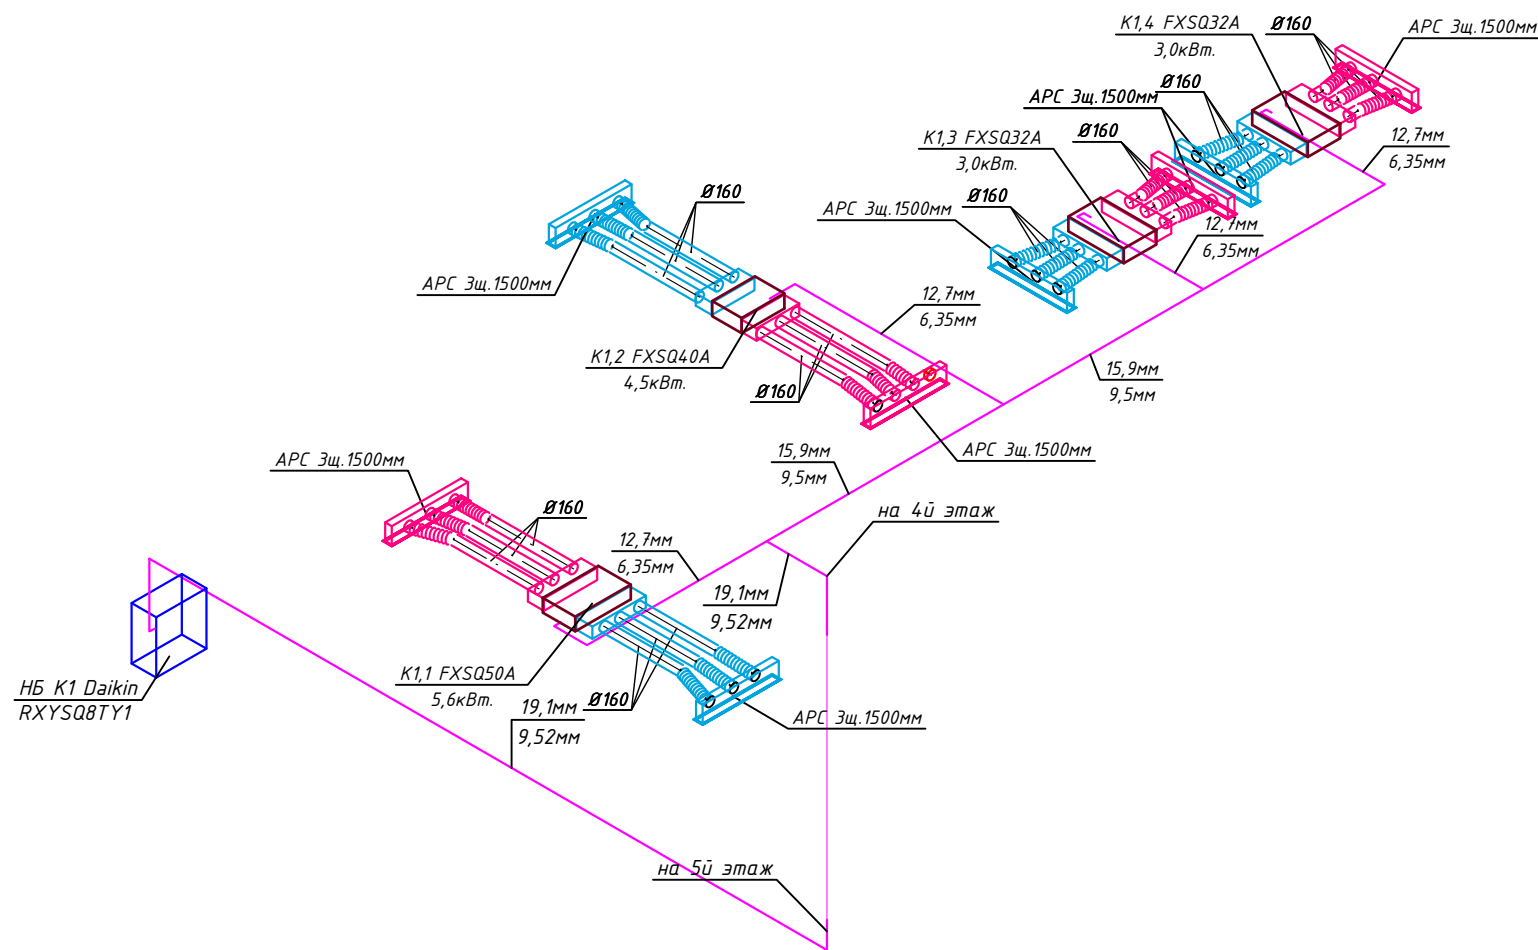 К1,4 FXSQ32A
3,0кВт.
Ø160
АРС 3щ.1500мм
Ø160
АРС 3щ.1500мм
Ø160
К1,3 FXSQ32A
3,0кВт.
12,7мм
6,35мм
Ø160
АРС 3щ.1500мм
Ø160
12,7мм
6,35мм
АРС 3щ.1500мм
12,7мм
6,35мм
К1,2 FXSQ40A
4,5кВт.
Ø160
15,9мм
9,5мм
АРС 3щ.1500мм
15,9мм
9,5мм
АРС 3щ.1500мм
Ø160
на 4й этаж
12,7мм
6,35мм
19,1мм
9,52мм
К1,1 FXSQ50A
5,6кВт.
Ø160
НБ К1 Daikin
RXYSQ8TY1
19,1мм
9,52мм
АРС 3щ.1500мм
на 5й этаж